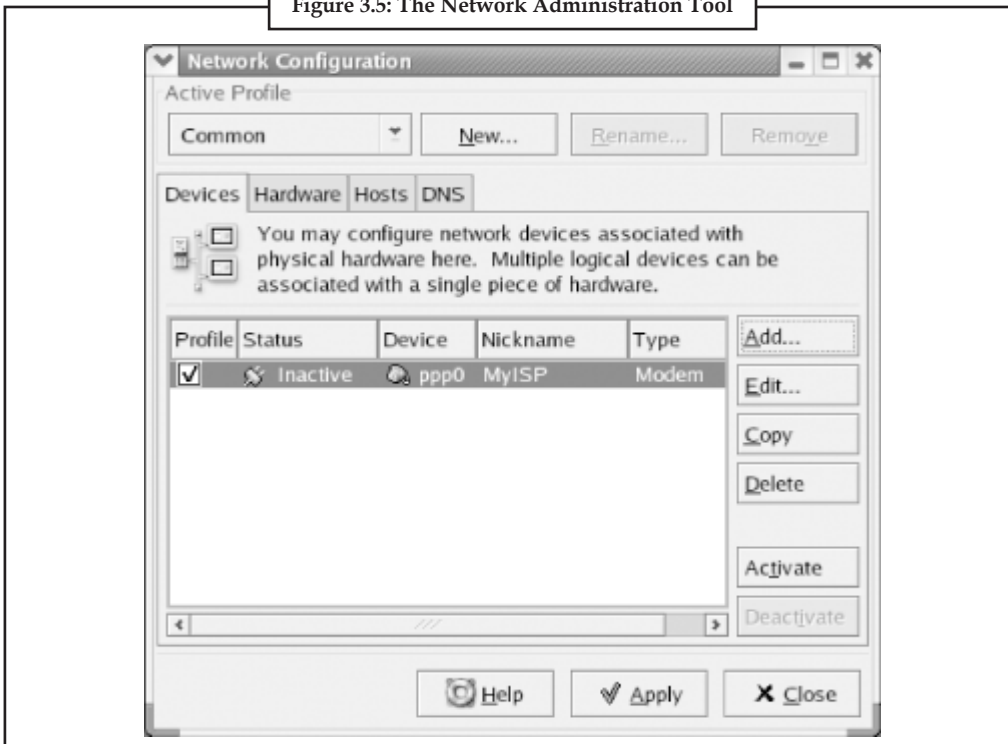 Figure 3.5: The Network Administration Tool
Network Configuration
Active Profile
Common New... Rename... Remove
Devices Hardware Hosts DNS
You may configure network devices associated with
physical hardware here. Multiple logical devices can be
associated with a single piece of hardware.
Profile Status Device Nickname Type
Inactive ppp0 MyISP Modem
Add...
Edit...
Copy
Delete
Activate
Deactivate
Help Apply Close